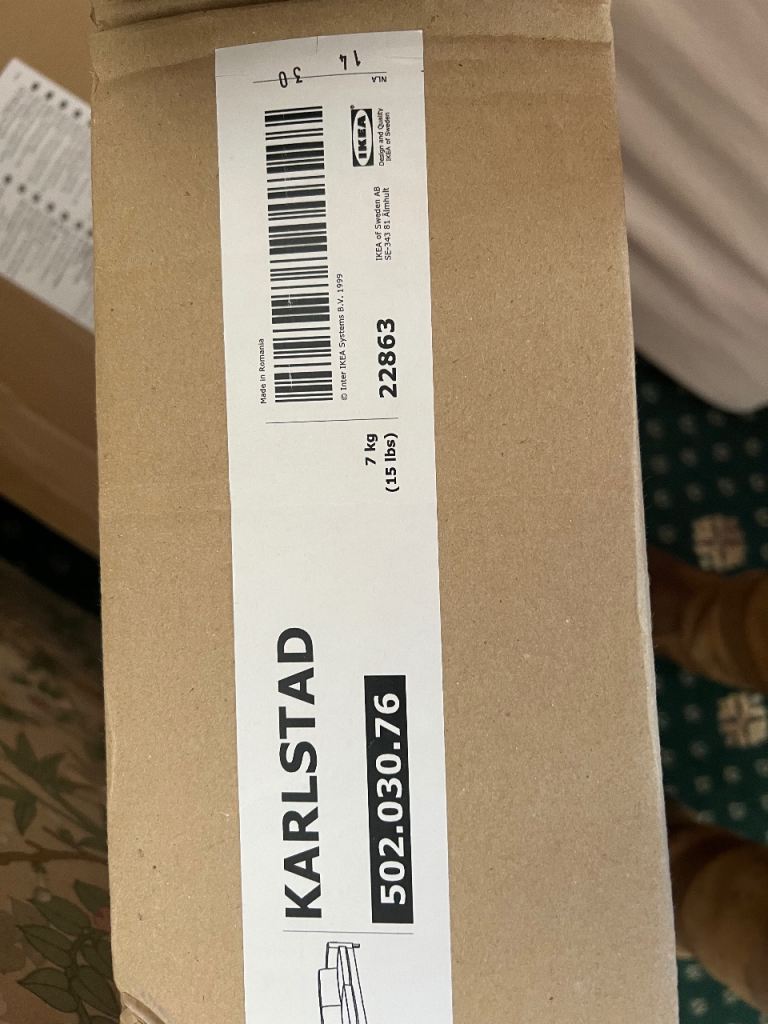 KARLSTAD
502.030.76
7 kg
(15 lbs)
Made in Romania
© Inter IKEA Systems B.V. 1999
22863
IKEA of Sweden AB
SE-343 81 Älmhult
IKEA®
Design and Quality
IKEA of Sweden
NLA
30
14